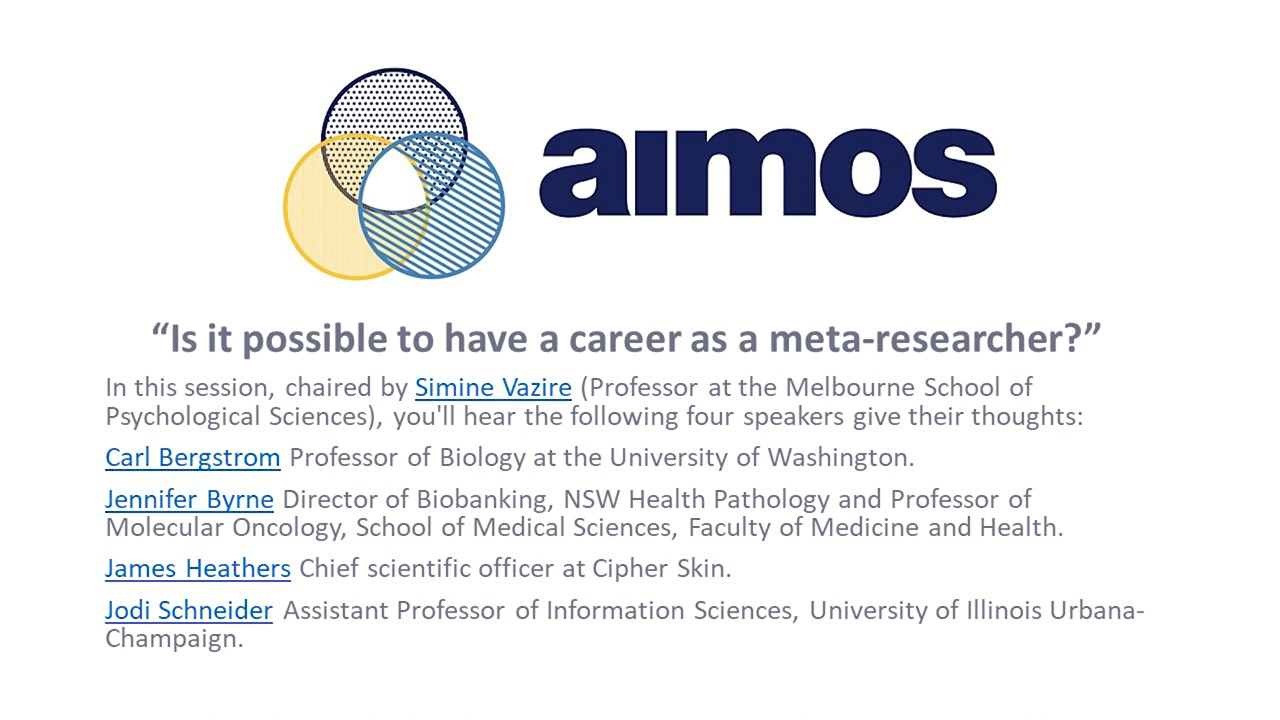 aimos
“Is it possible to have a career as a meta-researcher?”
In this session, chaired by Simine Vazire (Professor at the Melbourne School of
Psychological Sciences), you'll hear the following four speakers give their thoughts:
Carl Bergstrom Professor of Biology at the University of Washington.
Jennifer Byrne Director of Biobanking, NSW Health Pathology and Professor of
Molecular Oncology, School of Medical Sciences, Faculty of Medicine and Health.
James Heathers Chief scientific officer at Cipher Skin.
Jodi Schneider Assistant Professor of Information Sciences, University of Illinois Urbana-
Champaign.